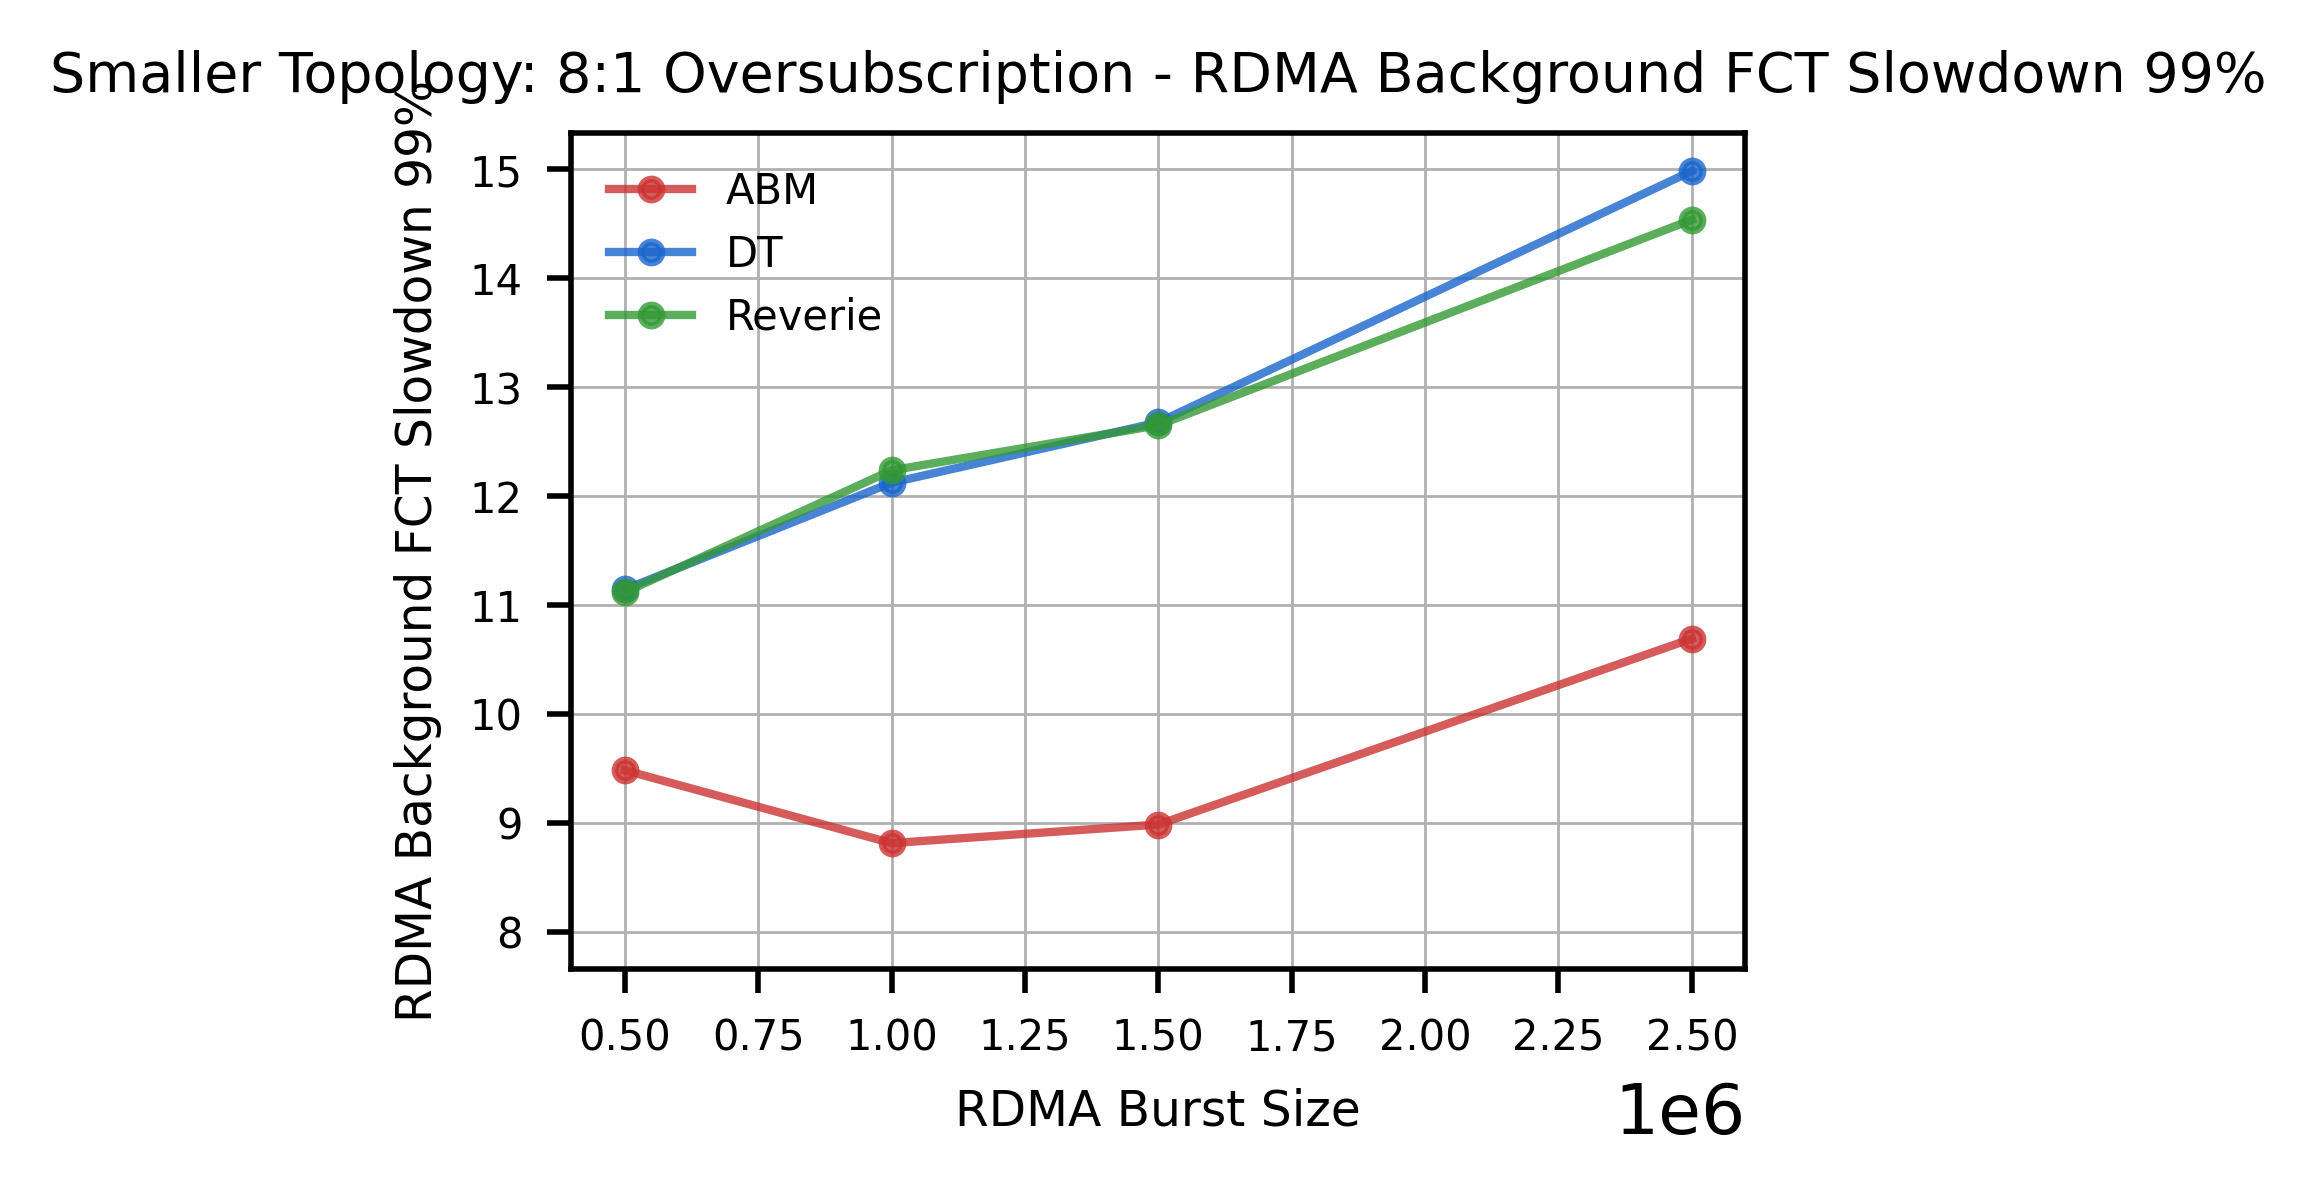 Smaller Topology: 8:1 Oversubscription - RDMA Background FCT Slowdown 99%
RDMA Background FCT Slowdown 99%
15
14
13
12
11
10
9
8
ABM
DT
Reverie
0.50 0.75 1.00 1.25 1.50 1.75 2.00 2.25 2.50
RDMA Burst Size
1e6